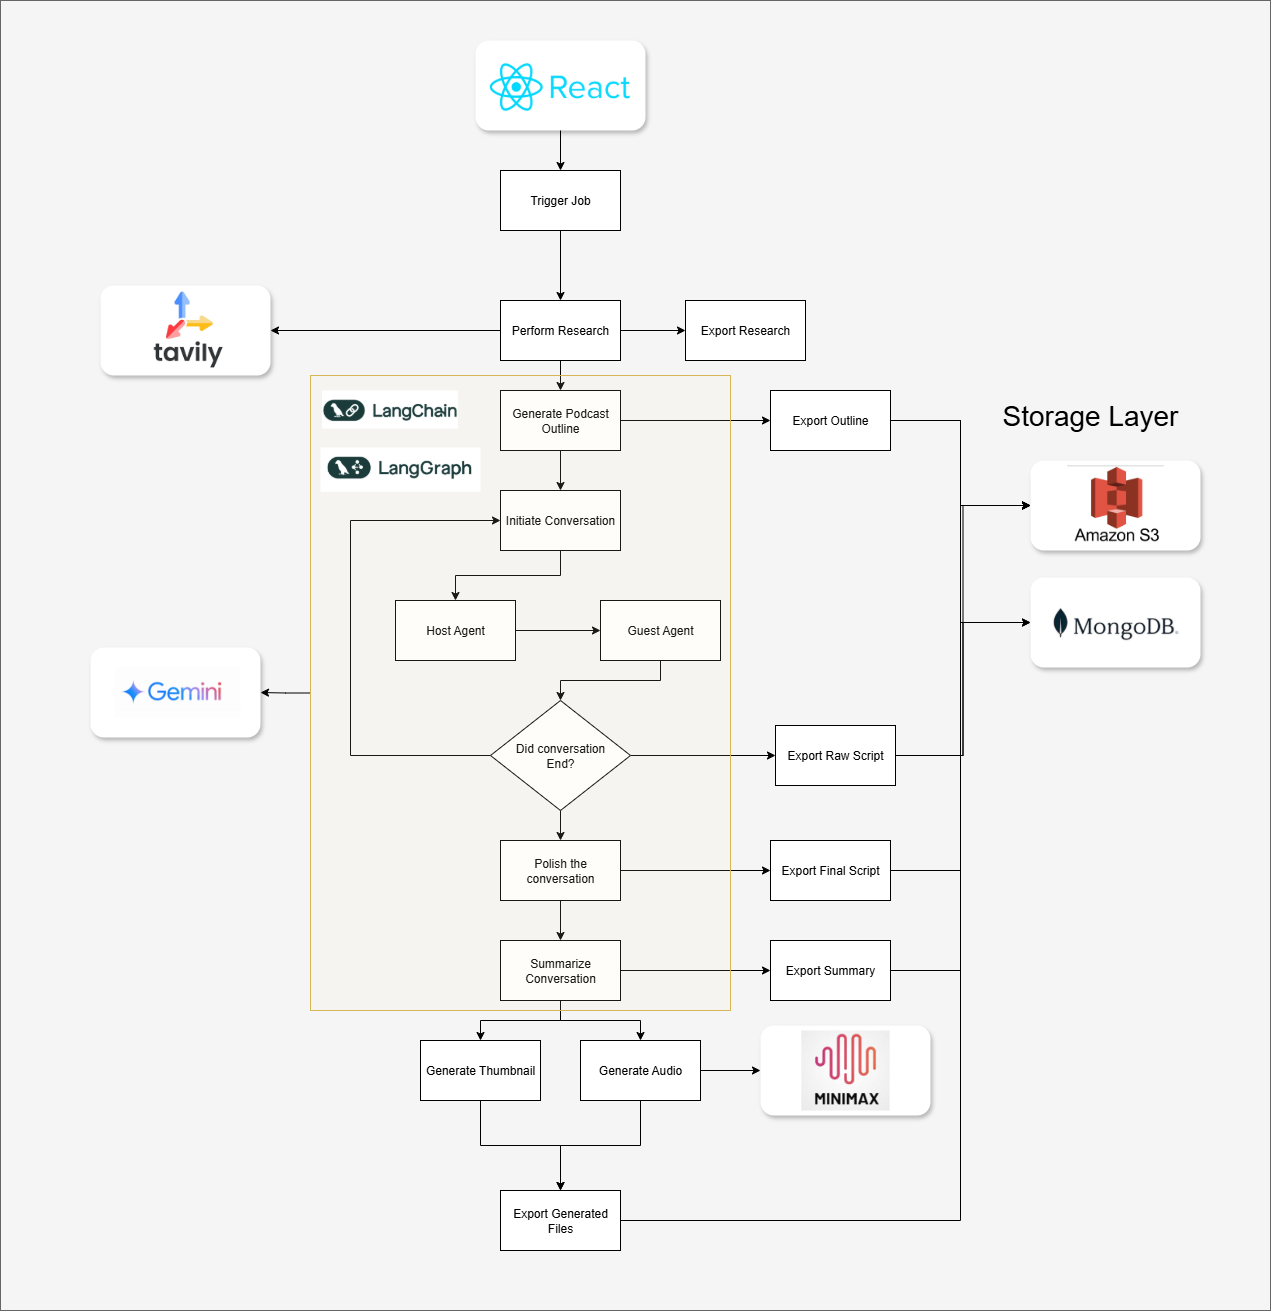 React
Trigger Job
tavily
Perform Research
Export Research
LangChain
Generate Podcast
Outline
Export Outline
Storage Layer
LangGraph
Amazon S3
Initiate Conversation
Host Agent
Guest Agent
MongoDB.
Gemini
Did conversation
End?
Export Raw Script
Polish the
conversation
Export Final Script
Summarize
Conversation
Export Summary
Generate Thumbnail
Generate Audio
MINIMAX
Export Generated
Files